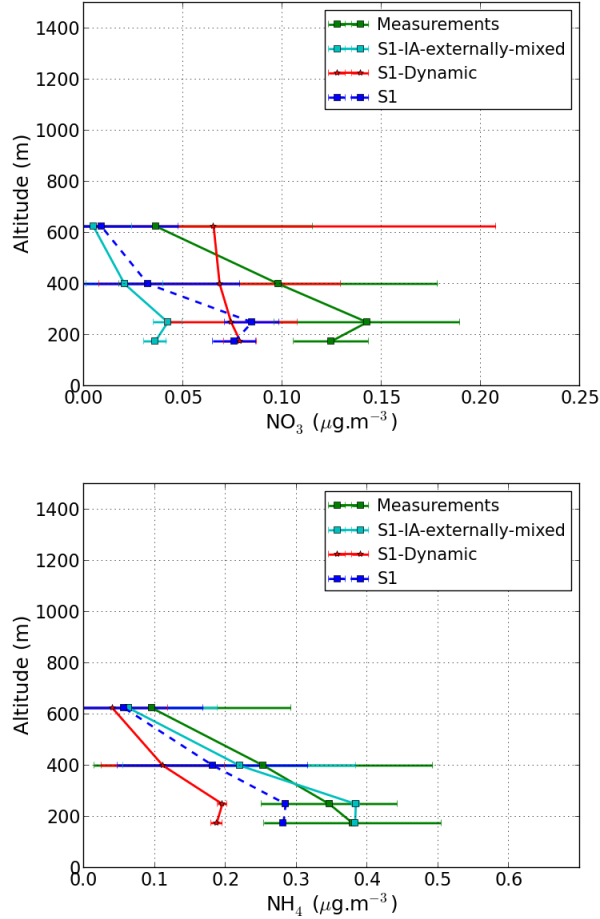 1400
1200
1000
800
600
400
200
0
Altitude (m)
Measurements
S1-IA-externally-mixed
S1-Dynamic
S1
0.00 0.05 0.10 0.15 0.20 0.25
NO₃ (μg.m⁻³)
1400
1200
1000
800
600
400
200
0
Altitude (m)
Measurements
S1-IA-externally-mixed
S1-Dynamic
S1
0.0 0.1 0.2 0.3 0.4 0.5 0.6
NH₄ (μg.m⁻³)